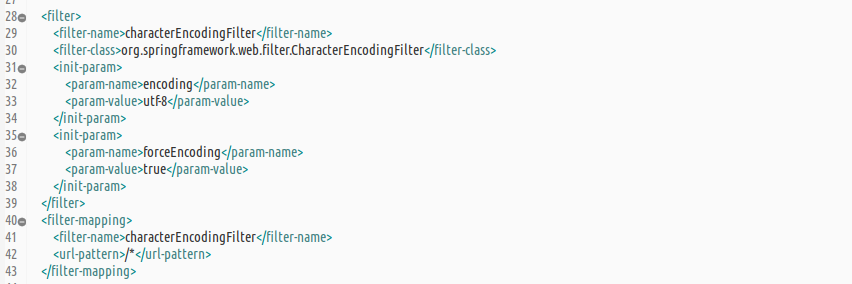 27
28 <filter>
29 <filter-name>characterEncodingFilter</filter-name>
30 <filter-class>org.springframework.web.filter.CharacterEncodingFilter</filter-class>
31 <init-param>
32 <param-name>encoding</param-name>
33 <param-value>utf-8</param-value>
34 </init-param>
35 <init-param>
36 <param-name>forceEncoding</param-name>
37 <param-value>true</param-value>
38 </init-param>
39 </filter>
40 <filter-mapping>
41 <filter-name>characterEncodingFilter</filter-name>
42 <url-pattern>/*</url-pattern>
43 </filter-mapping>